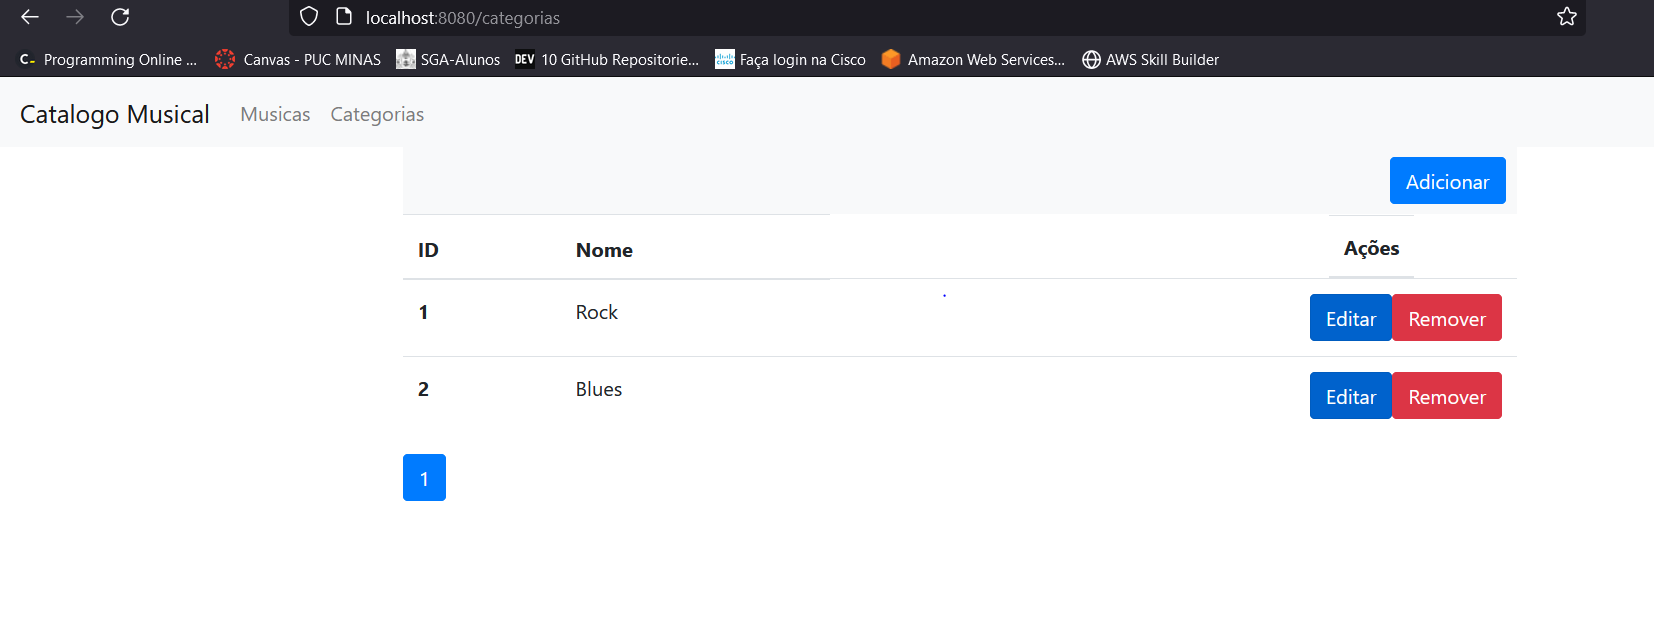 localhost:8080/categorias
C- Programming Online ... Canvas - PUC MINAS SGA-Alunos DEV 10 GitHub Repositorie... CISCO Faça login na Cisco Amazon Web Services... AWS Skill Builder
Catalogo Musical Musicas Categorias
Adicionar
ID Nome Ações
1 Rock Editar Remover
2 Blues Editar Remover
1